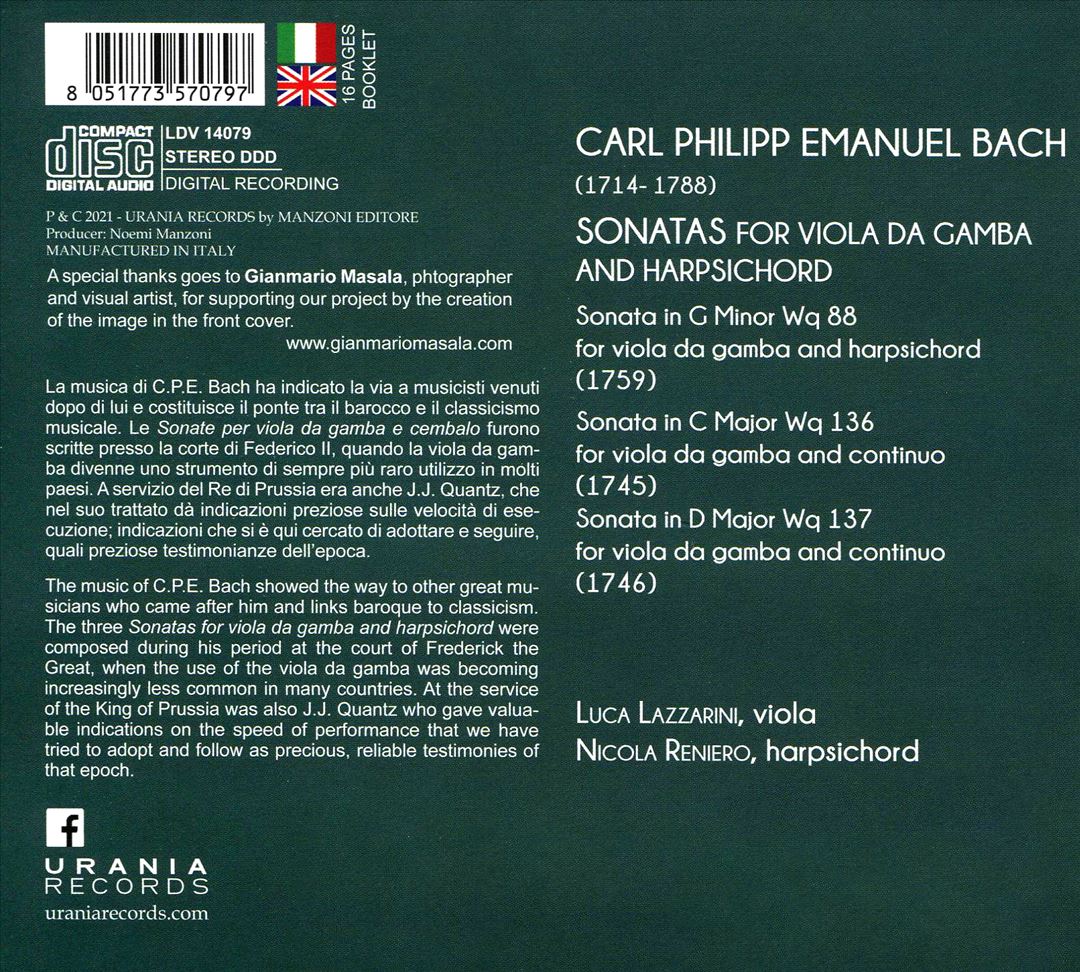 8 051773 570797
16 PAGES
BOOKLET
COMPACT
disc
DIGITAL AUDIO
LDV 14079
STEREO DDD
DIGITAL RECORDING
P & C 2021 - URANIA RECORDS by MANZONI EDITORE
Producer: Noemi Manzoni
MANUFACTURED IN ITALY
A special thanks goes to Gianmario Masala, phtographer
and visual artist, for supporting our project by the creation
of the image in the front cover.
www.gianmariomasala.com
La musica di C.P.E. Bach ha indicato la via a musicisti venuti
dopo di lui e costituisce il ponte tra il barocco e il classicismo
musicale. Le Sonate per viola da gamba e cembalo furono
scritte presso la corte di Federico II, quando la viola da gam-
ba divenne uno strumento di sempre più raro utilizzo in molti
paesi. A servizio del Re di Prussia era anche J.J. Quantz, che
nel suo trattato dà indicazioni preziose sulle velocità di ese-
cuzione; indicazioni che si è qui cercato di adottare e seguire,
quali preziose testimonianze dell'epoca.
The music of C.P.E. Bach showed the way to other great mu-
sicians who came after him and links baroque to classicism.
The three Sonatas for viola da gamba and harpsichord were
composed during his period at the court of Frederick the
Great, when the use of the viola da gamba was becoming
increasingly less common in many countries. At the service
of the King of Prussia was also J.J. Quantz who gave valua-
ble indications on the speed of performance that we have
tried to adopt and follow as precious, reliable testimonies of
that epoch.
f
URANIA
RECORDS
uraniarecords.com
CARL PHILIPP EMANUEL BACH
(1714- 1788)
SONATAS FOR VIOLA DA GAMBA
AND HARPSICHORD
Sonata in G Minor Wq 88
for viola da gamba and harpsichord
(1759)
Sonata in C Major Wq 136
for viola da gamba and continuo
(1745)
Sonata in D Major Wq 137
for viola da gamba and continuo
(1746)
LUCA LAZZARINI, viola
NICOLA RENIERO, harpsichord